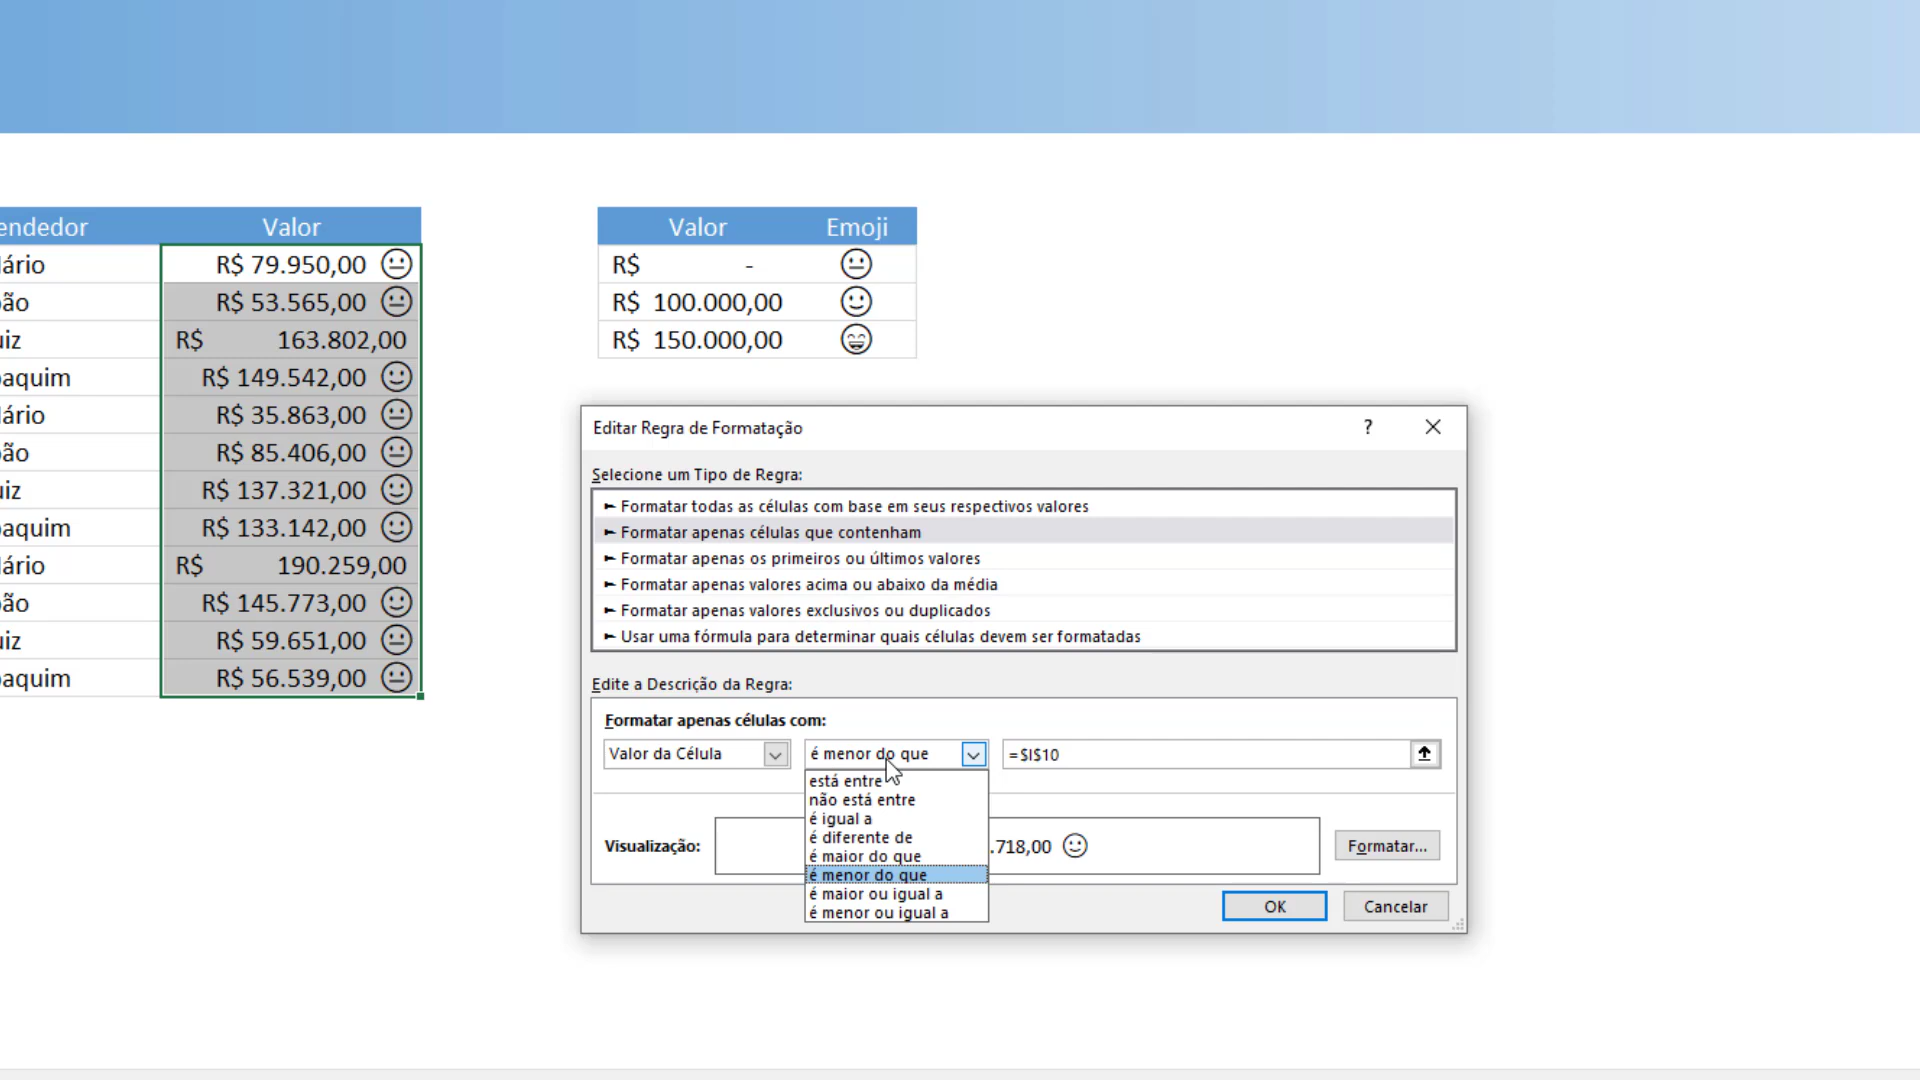 endedor Valor
ário R$ 79.950,00
ão R$ 53.565,00
uiz R$ 163.802,00
aquim R$ 149.542,00
ário R$ 35.863,00
ão R$ 85.406,00
uiz R$ 137.321,00
aquim R$ 133.142,00
ário R$ 190.259,00
ão R$ 145.773,00
uiz R$ 59.651,00
aquim R$ 56.539,00
Valor Emoji
R$ -
R$ 100.000,00
R$ 150.000,00
Editar Regra de Formatação ?
Selecione um Tipo de Regra:
► Formatar todas as células com base em seus respectivos valores
► Formatar apenas células que contenham
► Formatar apenas os primeiros ou últimos valores
► Formatar apenas valores acima ou abaixo da média
► Formatar apenas valores exclusivos ou duplicados
► Usar uma fórmula para determinar quais células devem ser formatadas
Edite a Descrição da Regra:
Formatar apenas células com:
Valor da Célula é menor do que =$I$10
está entre
não está entre
é igual a
é diferente de
é maior do que
é menor do que
é maior ou igual a
é menor ou igual a
Visualização: .718,00 Formatar...
OK Cancelar